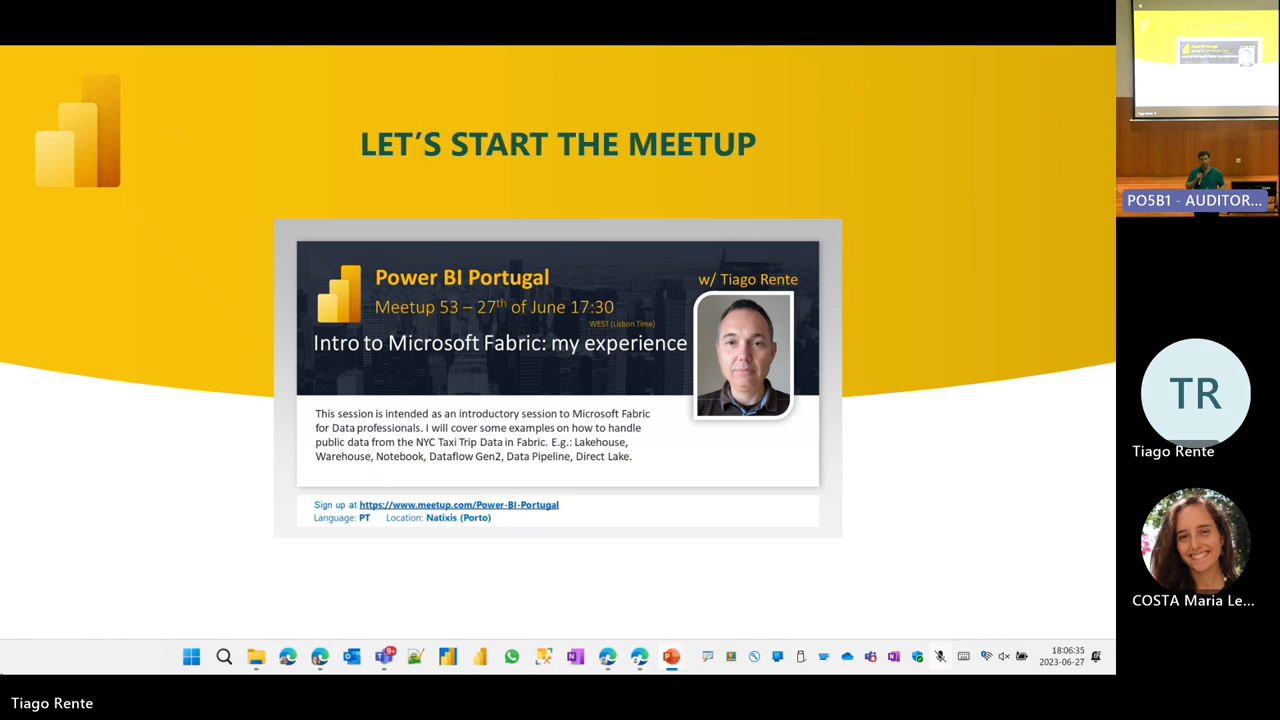 LET’S START THE MEETUP
Power BI Portugal
w/ Tiago Rente
Meetup 53 – 27th of June 17:30
WEST (Lisbon Time)
Intro to Microsoft Fabric: my experience
This session is intended as an introductory session to Microsoft Fabric
for Data professionals. I will cover some examples on how to handle
public data from the NYC Taxi Trip Data in Fabric. E.g.: Lakehouse,
Warehouse, Notebook, Dataflow Gen2, Data Pipeline, Direct Lake.
Sign up at https://www.meetup.com/Power-BI-Portugal
Language: PT Location: Natixis (Porto)
PO5B1 - AUDITOR...
TR
Tiago Rente
COSTA Maria Le...
9+
18:06:35
2023-06-27
Tiago Rente